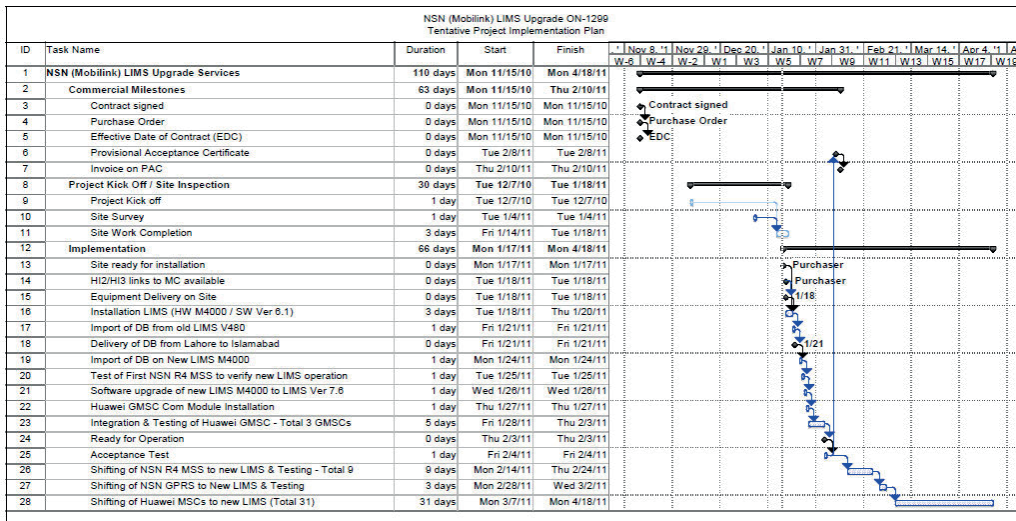 NSN (Mobilink) LIMS Upgrade ON-1299
Tentative Project Implementation Plan
ID Task Name Duration Start Finish ' Nov 8, '1 Nov 29, ' Dec 20, ' Jan 10, ' Jan 31, ' Feb 21, ' Mar 14, ' Apr 4, '1 A
W-6 W-4 W-2 W1 W3 W5 W7 W9 W11 W13 W15 W17 W19
1 NSN (Mobilink) LIMS Upgrade Services 110 days Mon 11/15/10 Mon 4/18/11
2 Commercial Milestones 63 days Mon 11/15/10 Thu 2/10/11
3 Contract signed 0 days Mon 11/15/10 Mon 11/15/10 Contract signed
4 Purchase Order 0 days Mon 11/15/10 Mon 11/15/10 Purchase Order
5 Effective Date of Contract (EDC) 0 days Mon 11/15/10 Mon 11/15/10 EDC
6 Provisional Acceptance Certificate 0 days Tue 2/8/11 Tue 2/8/11
7 Invoice on PAC 0 days Thu 2/10/11 Thu 2/10/11
8 Project Kick Off / Site Inspection 30 days Tue 12/7/10 Tue 1/18/11
9 Project Kick off 1 day Tue 12/7/10 Tue 12/7/10
10 Site Survey 1 day Tue 1/4/11 Tue 1/4/11
11 Site Work Completion 3 days Fri 1/14/11 Tue 1/18/11
12 Implementation 66 days Mon 1/17/11 Mon 4/18/11
13 Site ready for installation 0 days Mon 1/17/11 Mon 1/17/11 Purchaser
14 HI2/HI3 links to MC available 0 days Tue 1/18/11 Tue 1/18/11 Purchaser
15 Equipment Delivery on Site 0 days Tue 1/18/11 Tue 1/18/11 1/18
16 Installation LIMS (HW M4000 / SW Ver 6.1) 3 days Tue 1/18/11 Thu 1/20/11
17 Import of DB from old LIMS V480 1 day Fri 1/21/11 Fri 1/21/11
18 Delivery of DB from Lahore to Islamabad 0 days Fri 1/21/11 Fri 1/21/11 1/21
19 Import of DB on New LIMS M4000 1 day Mon 1/24/11 Mon 1/24/11
20 Test of First NSN R4 MSS to verify new LIMS operation 1 day Tue 1/25/11 Tue 1/25/11
21 Software upgrade of new LIMS M4000 to LIMS Ver 7.6 1 day Wed 1/26/11 Wed 1/26/11
22 Huawei GMSC Com Module Installation 1 day Thu 1/27/11 Thu 1/27/11
23 Integration & Testing of Huawei GMSC - Total 3 GMSCs 5 days Fri 1/28/11 Thu 2/3/11
24 Ready for Operation 0 days Thu 2/3/11 Thu 2/3/11
25 Acceptance Test 1 day Fri 2/4/11 Fri 2/4/11
26 Shifting of NSN R4 MSS to new LIMS & Testing - Total 9 9 days Mon 2/14/11 Thu 2/24/11
27 Shifting of NSN GPRS to New LIMS & Testing 3 days Mon 2/28/11 Wed 3/2/11
28 Shifting of Huawei MSCs to new LIMS (Total 31) 31 days Mon 3/7/11 Mon 4/18/11